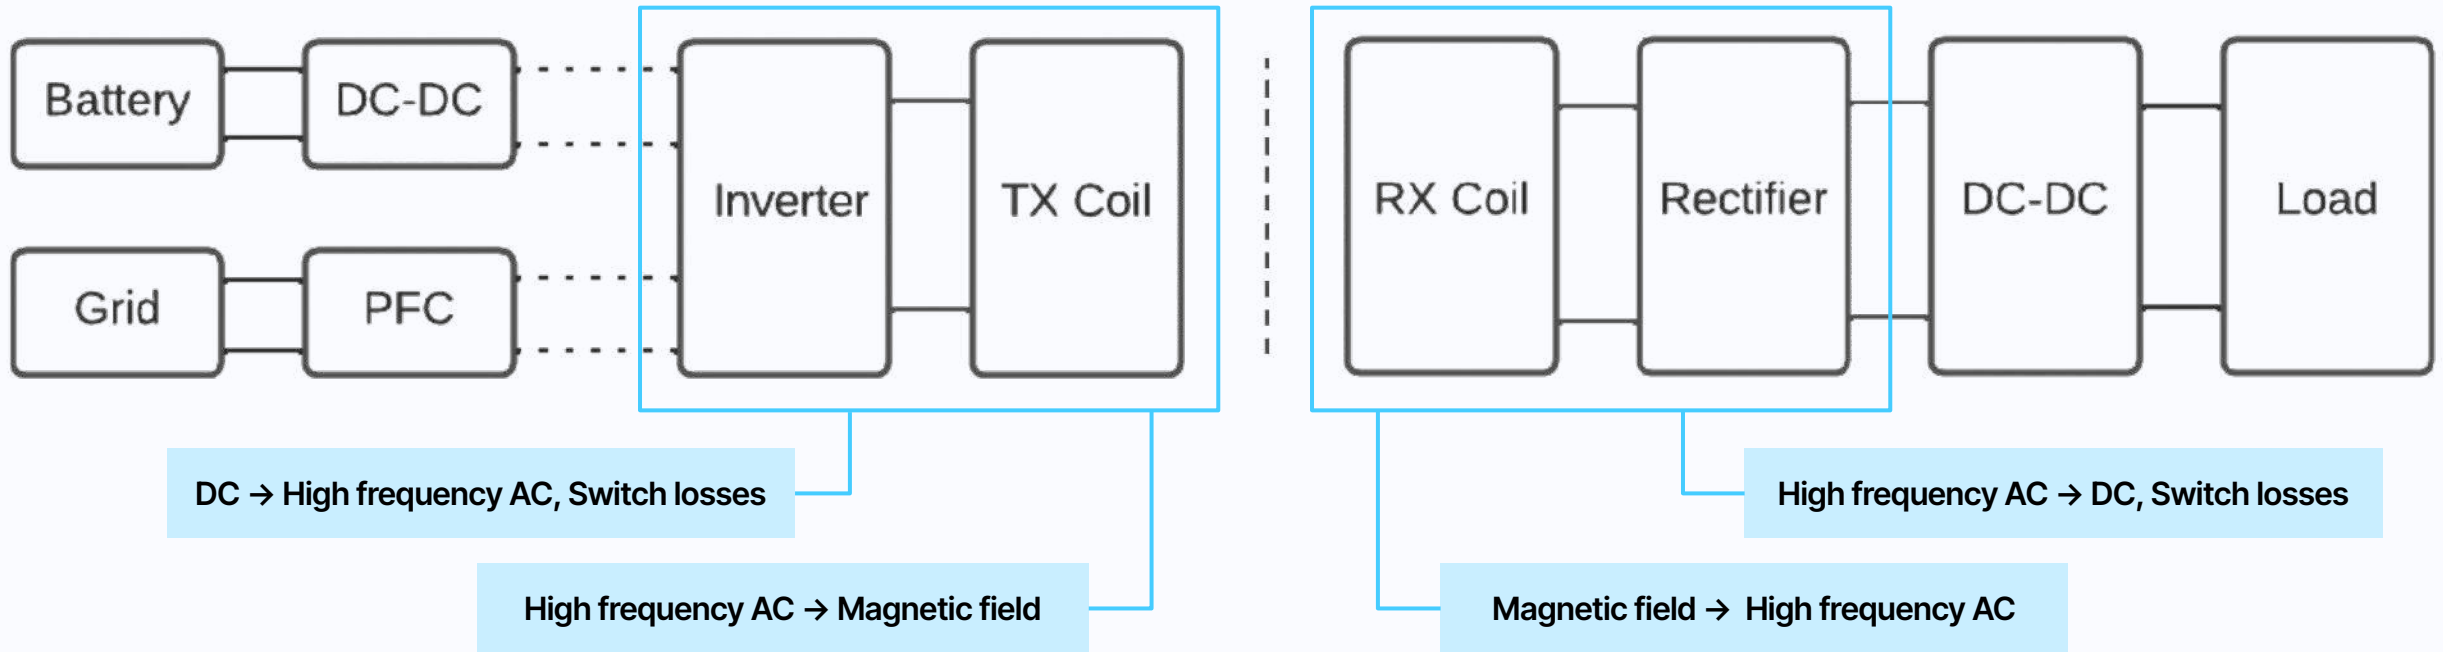 Battery
DC-DC
Inverter
TX Coil
RX Coil
Rectifier
DC-DC
Load
Grid
PFC
DC → High frequency AC, Switch losses
High frequency AC → DC, Switch losses
High frequency AC → Magnetic field
Magnetic field → High frequency AC